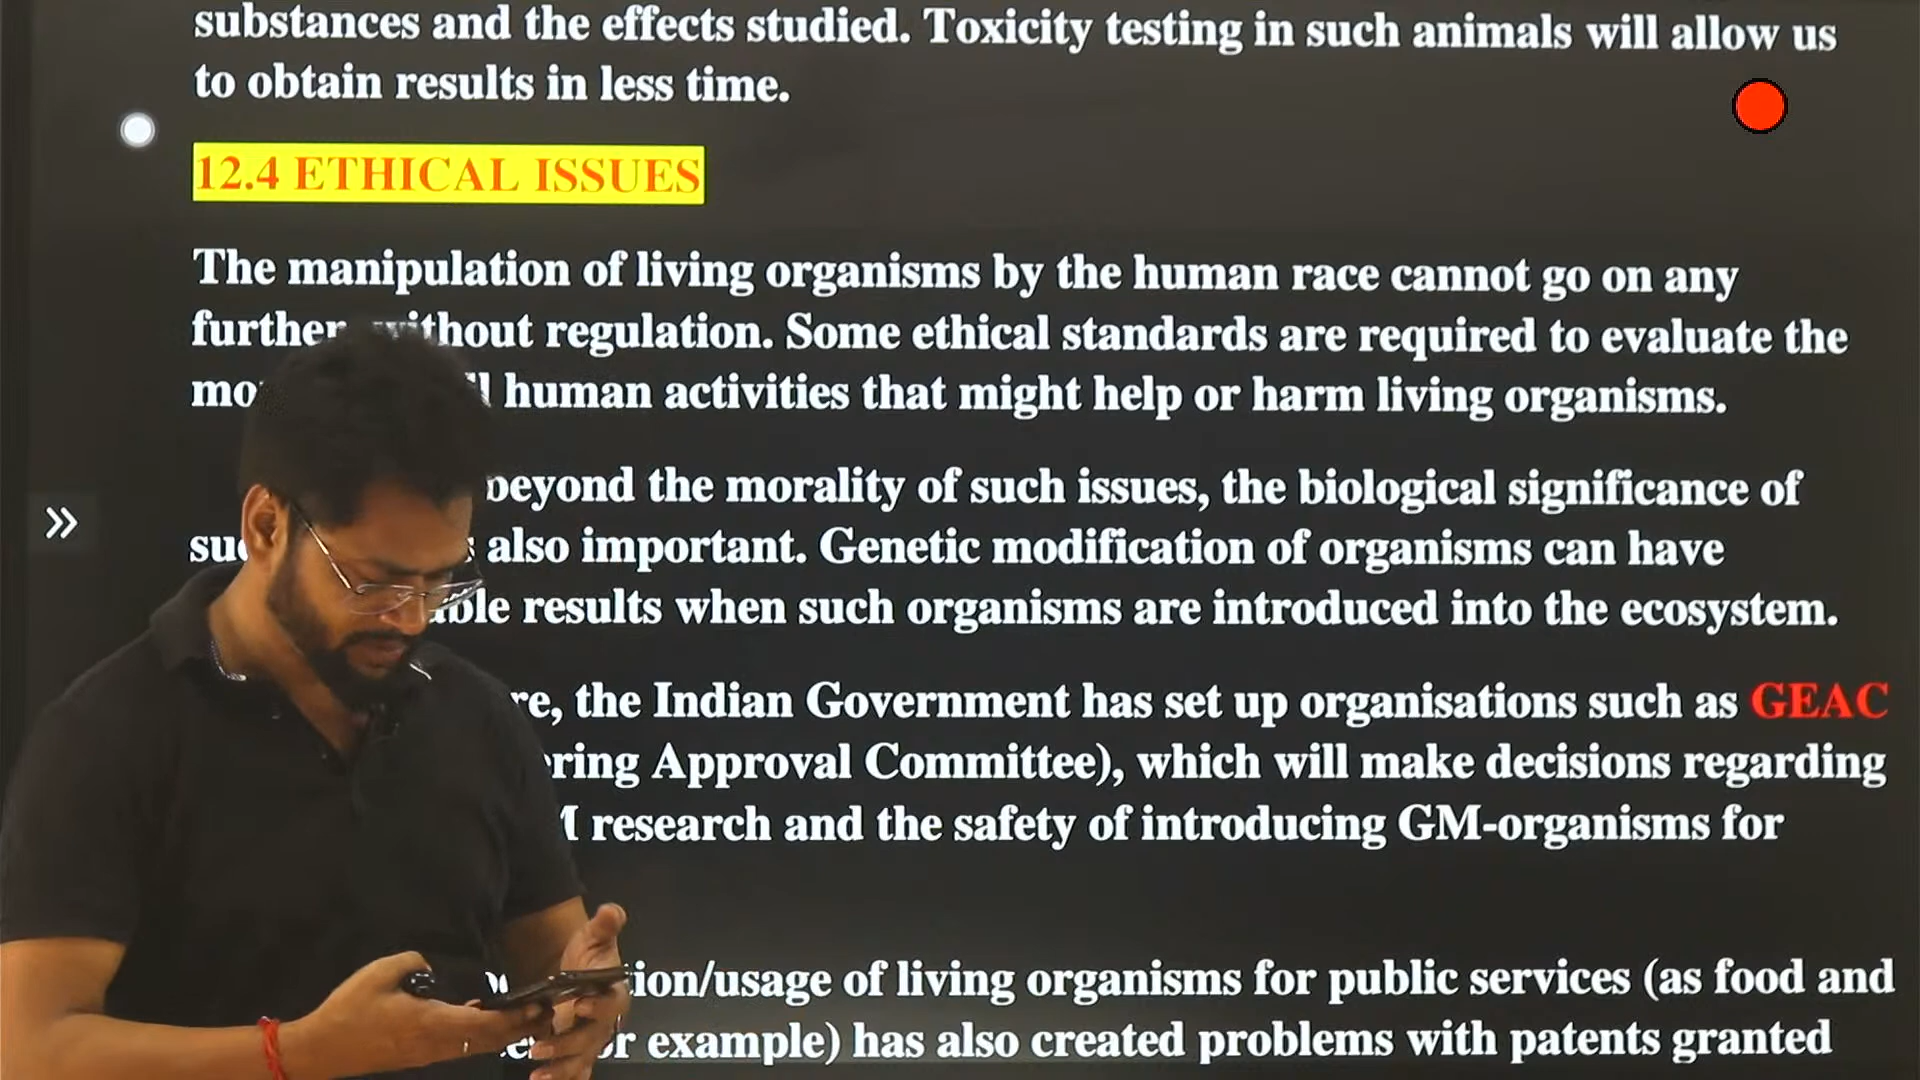 substances and the effects studied. Toxicity testing in such animals will allow us
to obtain results in less time.
12.4 ETHICAL ISSUES
The manipulation of living organisms by the human race cannot go on any
further without regulation. Some ethical standards are required to evaluate the
human activities that might help or harm living organisms.
beyond the morality of such issues, the biological significance of
also important. Genetic modification of organisms can have
results when such organisms are introduced into the ecosystem.
the Indian Government has set up organisations such as GEAC
Approval Committee), which will make decisions regarding
research and the safety of introducing GM-organisms for
of living organisms for public services (as food and
example) has also created problems with patents granted